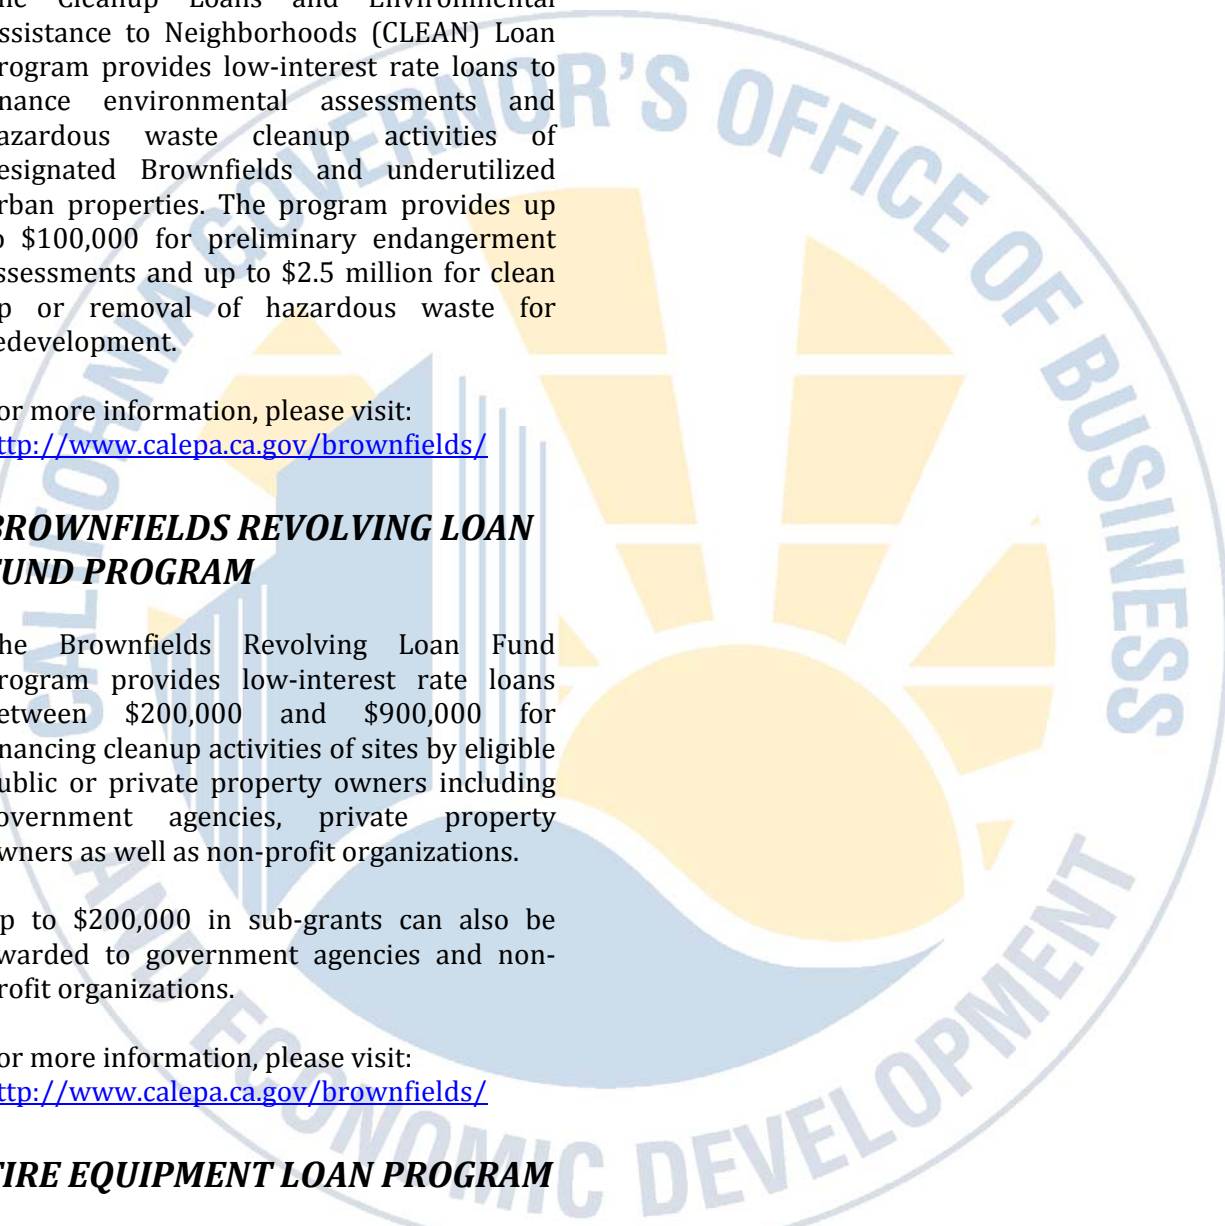 he Cleanup Loans and Environmental
ssistance to Neighborhoods (CLEAN) Loan
rogram provides low-interest rate loans to
nance environmental assessments and
azardous waste cleanup activities of
esignated Brownfields and underutilized
rban properties. The program provides up
o $100,000 for preliminary endangerment
ssessments and up to $2.5 million for clean
p or removal of hazardous waste for
edevelopment.
or more information, please visit:
ttp://www.calepa.ca.gov/brownfields/
BROWNFIELDS REVOLVING LOAN
FUND PROGRAM
he Brownfields Revolving Loan Fund
rogram provides low-interest rate loans
etween $200,000 and $900,000 for
nancing cleanup activities of sites by eligible
ublic or private property owners including
overnment agencies, private property
wners as well as non-profit organizations.
p to $200,000 in sub-grants can also be
warded to government agencies and non-
rofit organizations.
or more information, please visit:
ttp://www.calepa.ca.gov/brownfields/
TIRE EQUIPMENT LOAN PROGRAM
CALIFORNIA GOVERNOR'S OFFICE OF BUSINESS
AND ECONOMIC DEVELOPMENT